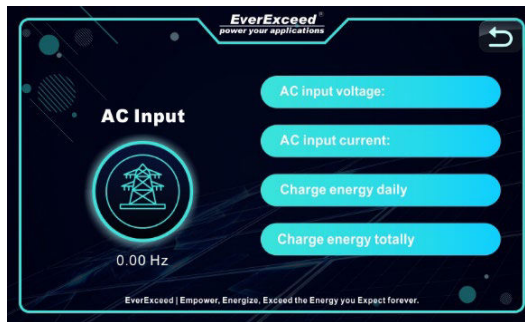 EverExceed®
power your applications
AC Input
0.00 Hz
AC input voltage:
AC input current:
Charge energy daily
Charge energy totally
EverExceed | Empower, Energize, Exceed the Energy you Expect forever.